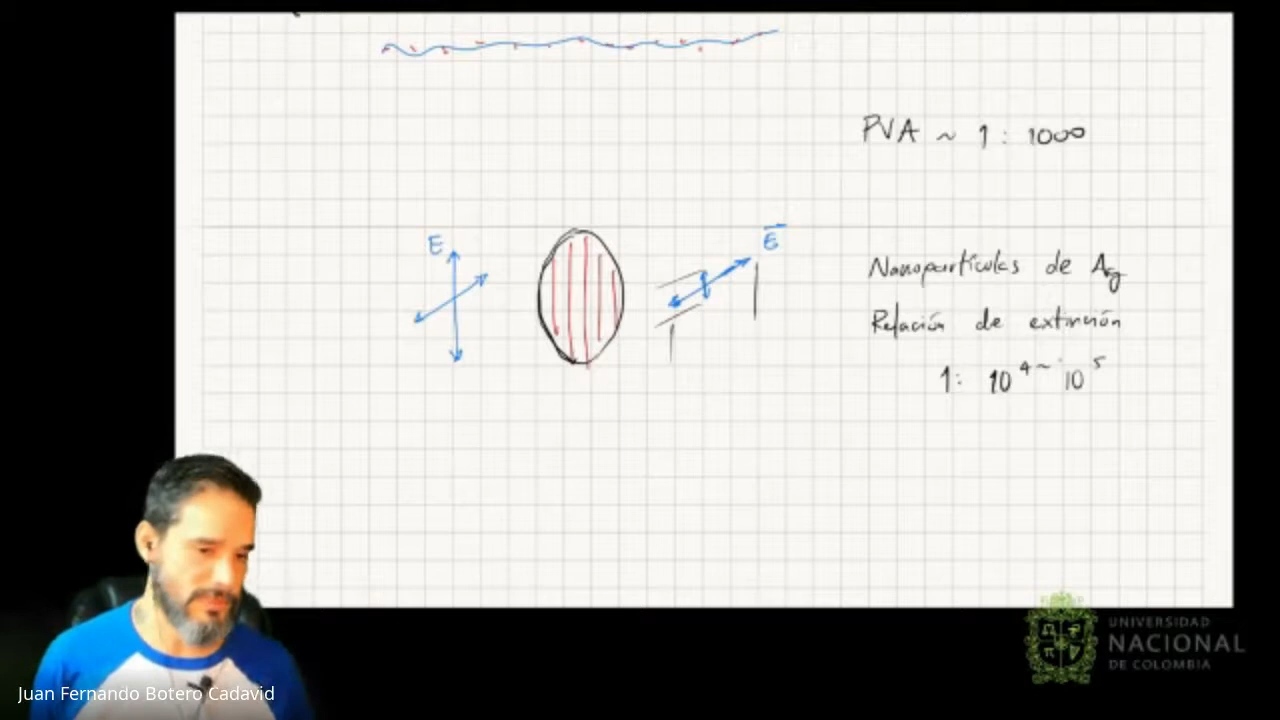 PVA ~ 1 : 1000
E
E
Nanopartículas de Ag
Relación de extinción
1: 10⁴ ~ 10⁵
UNIVERSIDAD
NACIONAL
DE COLOMBIA
Juan Fernando Botero Cadavid